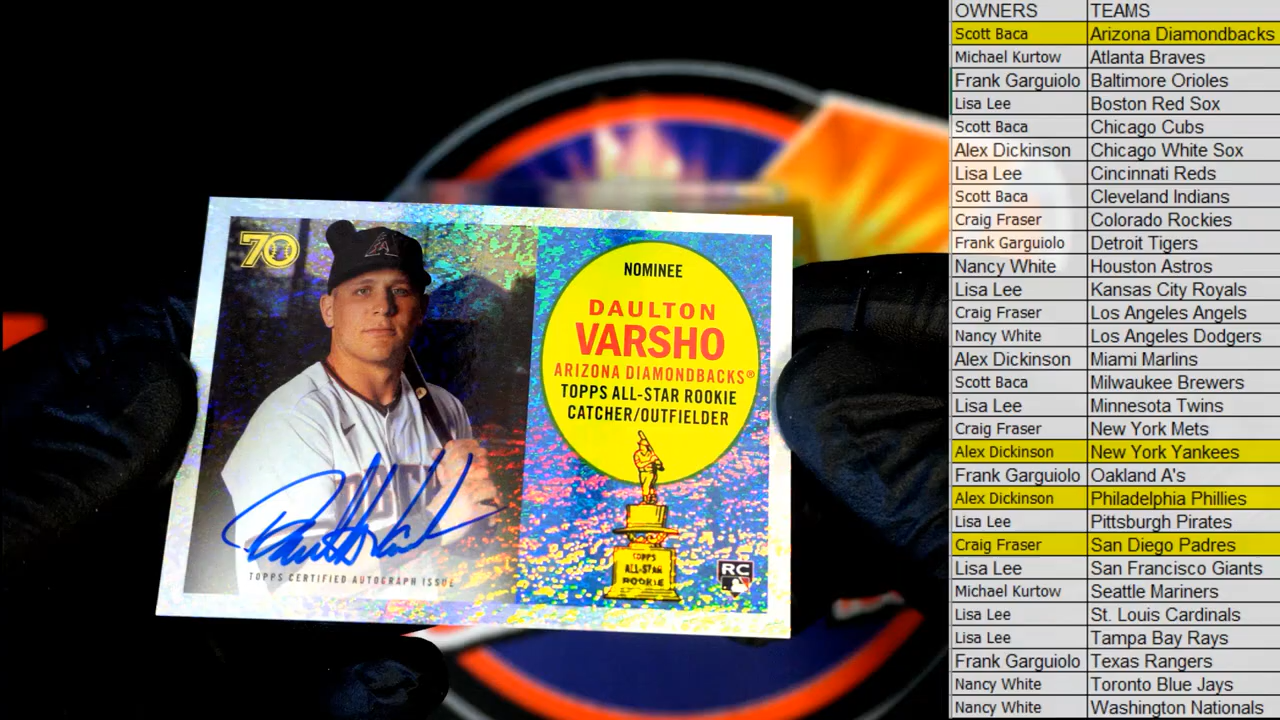 70
NOMINEE
DAULTON
VARSHO
ARIZONA DIAMONDBACKS®
TOPPS ALL-STAR ROOKIE
CATCHER/OUTFIELDER
TOPPS
ALL-STAR
ROOKIE
RC
TOPPS CERTIFIED AUTOGRAPH ISSUE
OWNERS TEAMS
Scott Baca Arizona Diamondbacks
Michael Kurtow Atlanta Braves
Frank Garguiolo Baltimore Orioles
Lisa Lee Boston Red Sox
Scott Baca Chicago Cubs
Alex Dickinson Chicago White Sox
Lisa Lee Cincinnati Reds
Scott Baca Cleveland Indians
Craig Fraser Colorado Rockies
Frank Garguiolo Detroit Tigers
Nancy White Houston Astros
Lisa Lee Kansas City Royals
Craig Fraser Los Angeles Angels
Nancy White Los Angeles Dodgers
Alex Dickinson Miami Marlins
Scott Baca Milwaukee Brewers
Lisa Lee Minnesota Twins
Craig Fraser New York Mets
Alex Dickinson New York Yankees
Frank Garguiolo Oakland A's
Alex Dickinson Philadelphia Phillies
Lisa Lee Pittsburgh Pirates
Craig Fraser San Diego Padres
Lisa Lee San Francisco Giants
Michael Kurtow Seattle Mariners
Lisa Lee St. Louis Cardinals
Lisa Lee Tampa Bay Rays
Frank Garguiolo Texas Rangers
Nancy White Toronto Blue Jays
Nancy White Washington Nationals